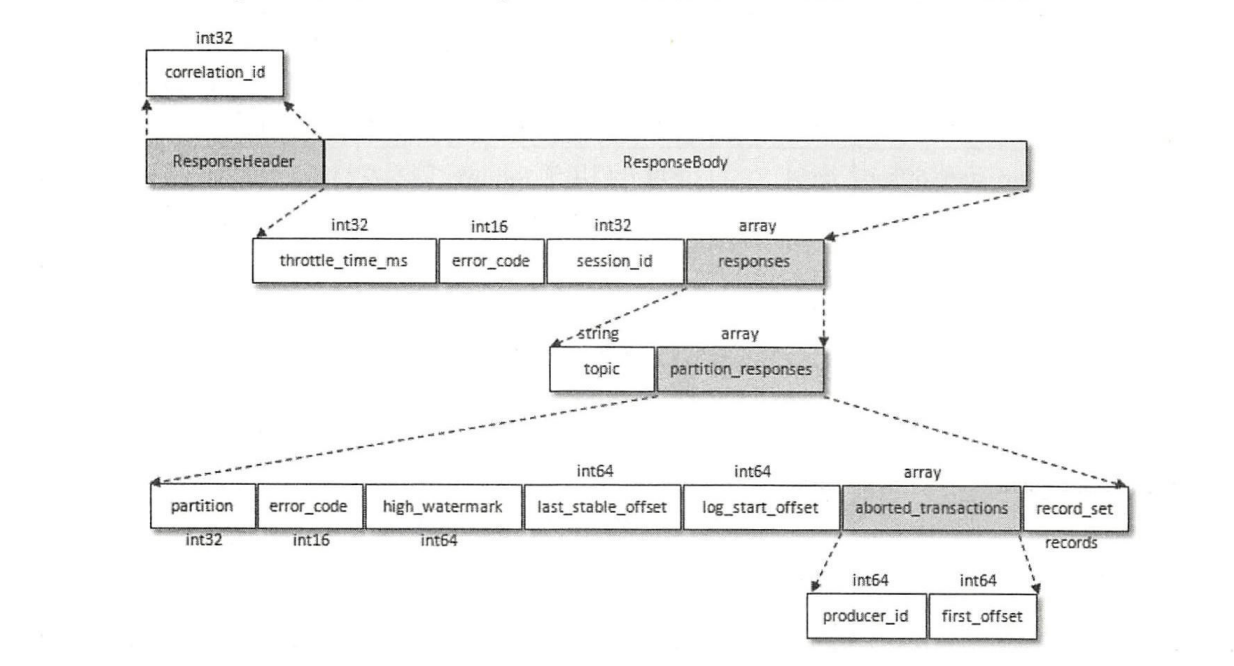 int32
correlation_id
ResponseHeader ResponseBody
int32 int16 int32 array
throttle_time_ms error_code session_id responses
string array
topic partition_responses
int64 int64 array
partition error_code high_watermark last_stable_offset log_start_offset aborted_transactions record_set
int32 int16 int64 records
int64 int64
producer_id first_offset